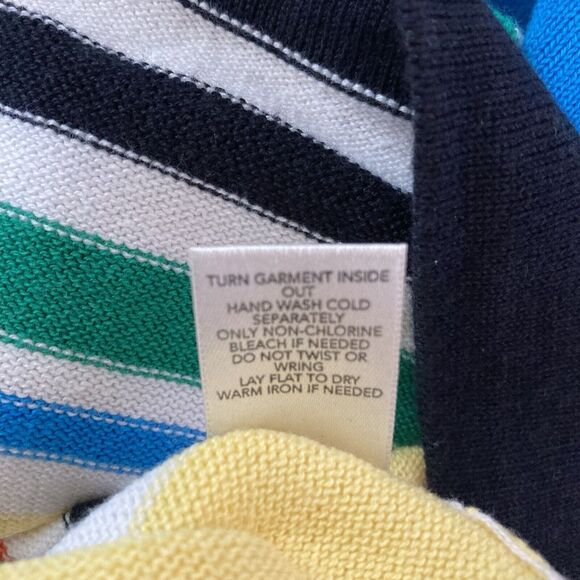 TURN GARMENT INSIDE
OUT
HAND WASH COLD
SEPARATELY
ONLY NON-CHLORINE
BLEACH IF NEEDED
DO NOT TWIST OR
WRING
LAY FLAT TO DRY
WARM IRON IF NEEDED